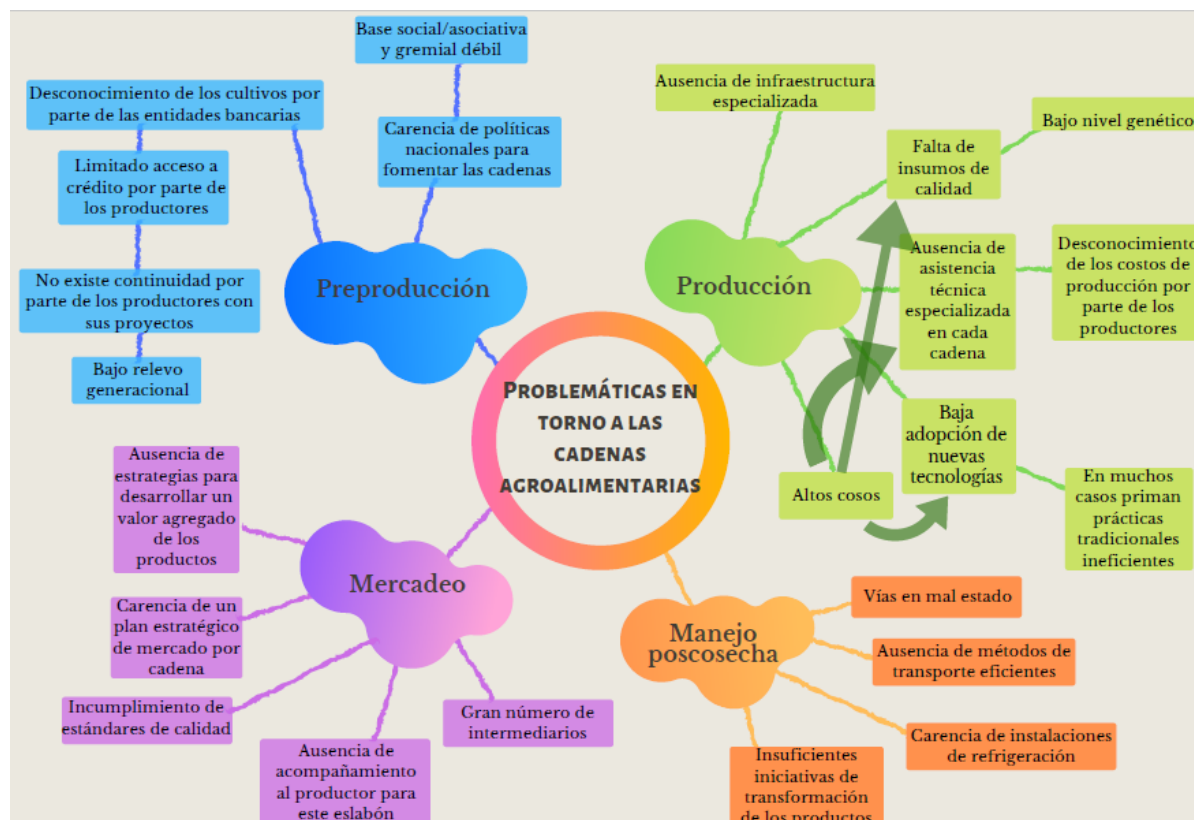 Base social/asociativa
y gremial débil
Desconocimiento de los cultivos por
parte de las entidades bancarias
Carencia de políticas
nacionales para
fomentar las cadenas
Limitado acceso a
crédito por parte de
los productores
No existe continuidad por
parte de los productores con
sus proyectos
Bajo relevo
generacional
Preproducción
Ausencia de infraestructura
especializada
Bajo nivel genético
Falta de
insumos de
calidad
Ausencia de
asistencia
técnica
especializada
en cada
cadena
Desconocimiento
de los costos de
producción por
parte de los
productores
Producción
Baja
adopción de
nuevas
tecnologías
Altos cosos
En muchos
casos priman
prácticas
tradicionales
ineficientes
PROBLEMÁTICAS EN
TORNO A LAS
CADENAS
AGROALIMENTARIAS
Ausencia de
estrategias para
desarrollar un
valor agregado
de los
productos
Mercadeo
Carencia de un
plan estratégico
de mercado por
cadena
Incumplimiento de
estándares de calidad
Ausencia de
acompañamiento
al productor para
este eslabón
Gran número de
intermediarios
Manejo
poscosecha
Vías en mal estado
Ausencia de métodos de
transporte eficientes
Carencia de instalaciones
de refrigeración
Insuficientes
iniciativas de
transformación
de los productos